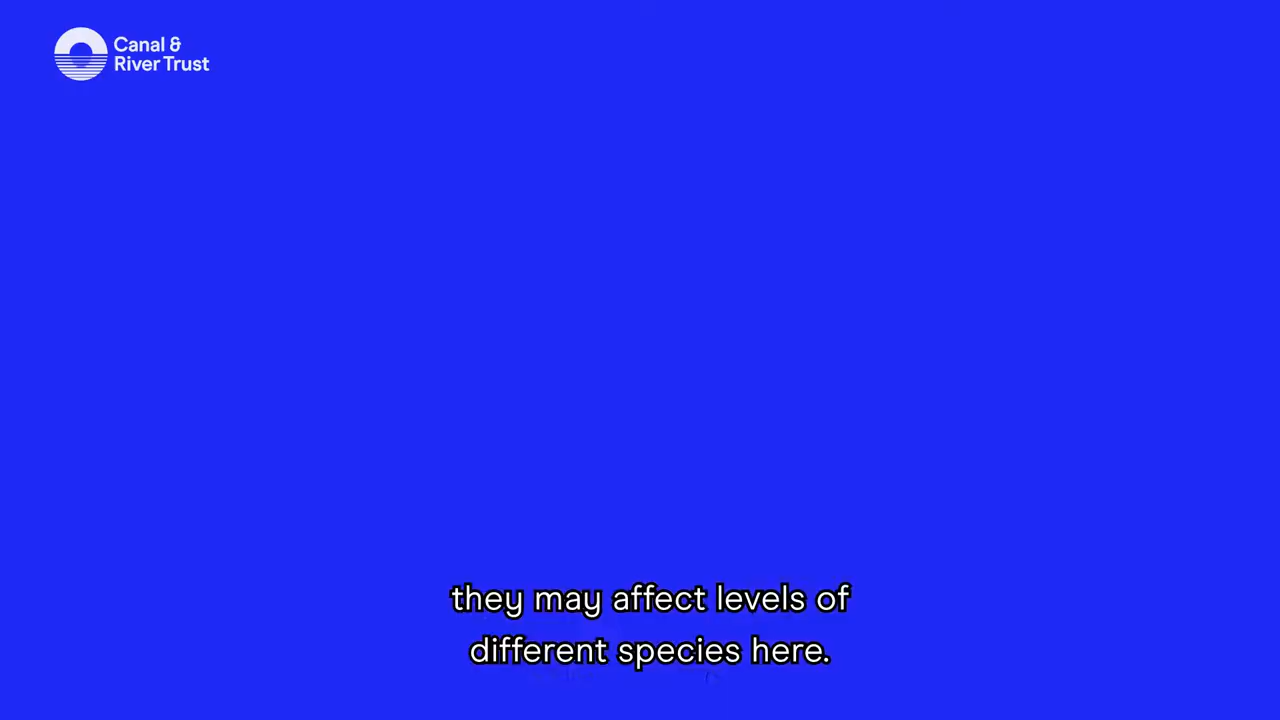 Canal &
River Trust
they may affect levels of
different species here.